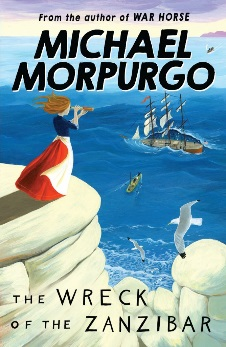 From the author of WAR HORSE
MICHAEL
MORPURGO
THE WRECK
OF THE ZANZIBAR